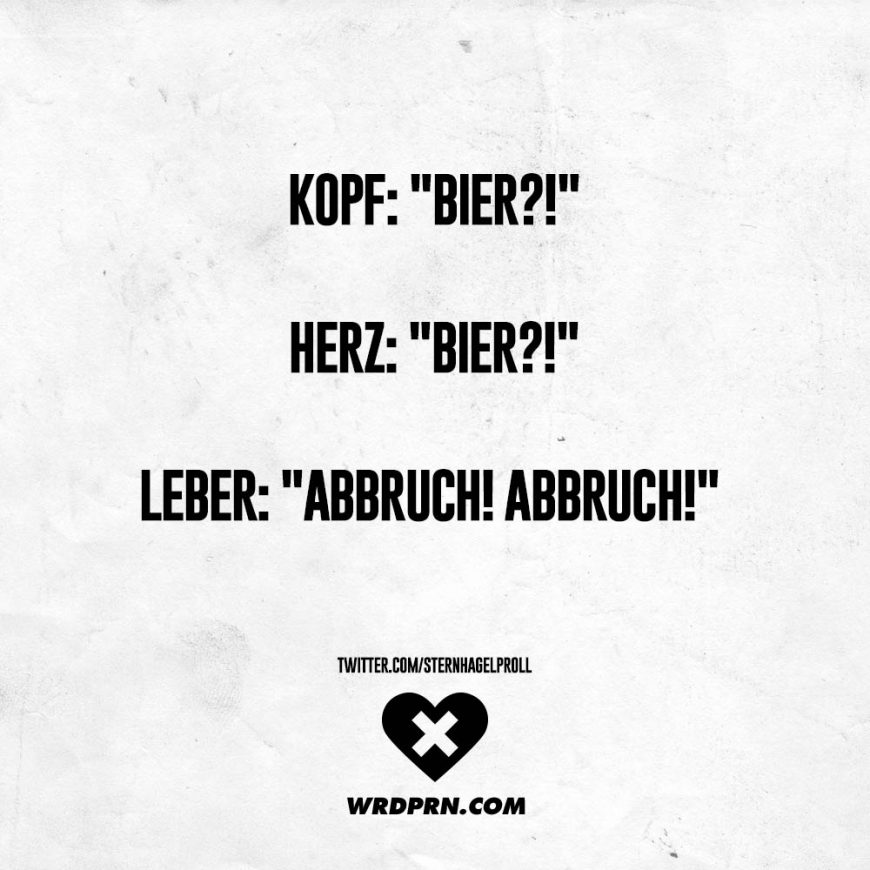 KOPF: "BIER?!"
HERZ: "BIER?!"
LEBER: "ABBRUCH! ABBRUCH!"
TWITTER.COM/STERNHAGELPROLL
WRDPRN.COM